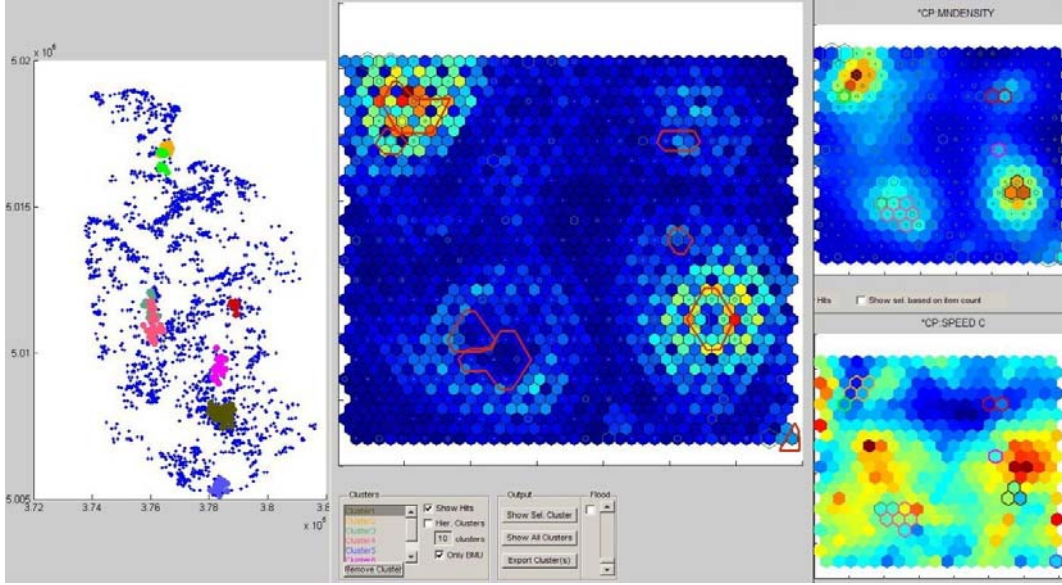 x 10⁶
5.02
5.015
5.01
5.005
3.72
3.74
3.76
3.78
3.8
3.8
x 10⁶
*CP:MNDENSITY
Hits
Show sel. based on item count
*CP:SPEED C
Clusters
Cluster1
Cluster2
Cluster3
Cluster4
Cluster5
Show Hits
Hier. Clusters
10 clusters
Only BMU
Remove Cluster
Output
Show Sel. Cluster
Show All Clusters
Export Cluster(s)
Flood